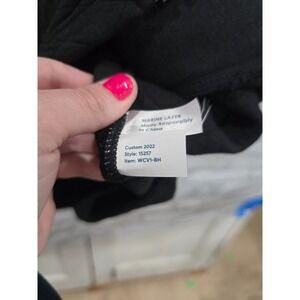 MARINE LAYER
Made Responsibly
in China
Custom 2022
Style: 15257
Item: WCV1-BH